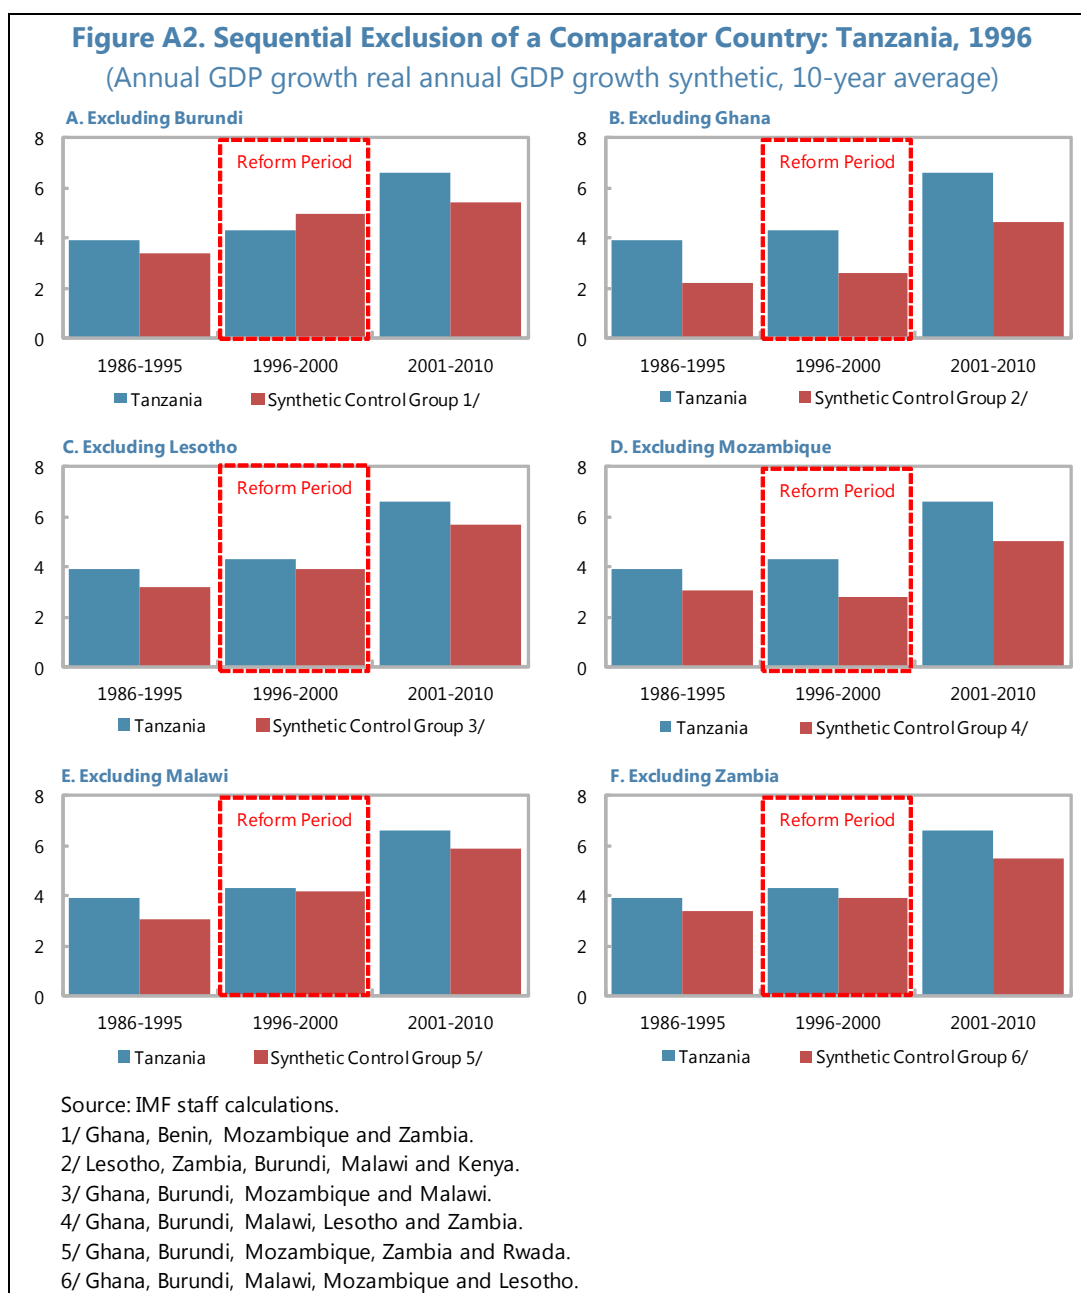 Figure A2. Sequential Exclusion of a Comparator Country: Tanzania, 1996
(Annual GDP growth real annual GDP growth synthetic, 10-year average)
A. Excluding Burundi
8
6
4
2
0
Reform Period
1986-1995 1996-2000 2001-2010
Tanzania Synthetic Control Group 1/
B. Excluding Ghana
8
6
4
2
0
Reform Period
1986-1995 1996-2000 2001-2010
Tanzania Synthetic Control Group 2/
C. Excluding Lesotho
8
6
4
2
0
Reform Period
1986-1995 1996-2000 2001-2010
Tanzania Synthetic Control Group 3/
D. Excluding Mozambique
8
6
4
2
0
Reform Period
1986-1995 1996-2000 2001-2010
Tanzania Synthetic Control Group 4/
E. Excluding Malawi
8
6
4
2
0
Reform Period
1986-1995 1996-2000 2001-2010
Tanzania Synthetic Control Group 5/
F. Excluding Zambia
8
6
4
2
0
Reform Period
1986-1995 1996-2000 2001-2010
Tanzania Synthetic Control Group 6/
Source: IMF staff calculations.
1/ Ghana, Benin, Mozambique and Zambia.
2/ Lesotho, Zambia, Burundi, Malawi and Kenya.
3/ Ghana, Burundi, Mozambique and Malawi.
4/ Ghana, Burundi, Malawi, Lesotho and Zambia.
5/ Ghana, Burundi, Mozambique, Zambia and Rwada.
6/ Ghana, Burundi, Malawi, Mozambique and Lesotho.